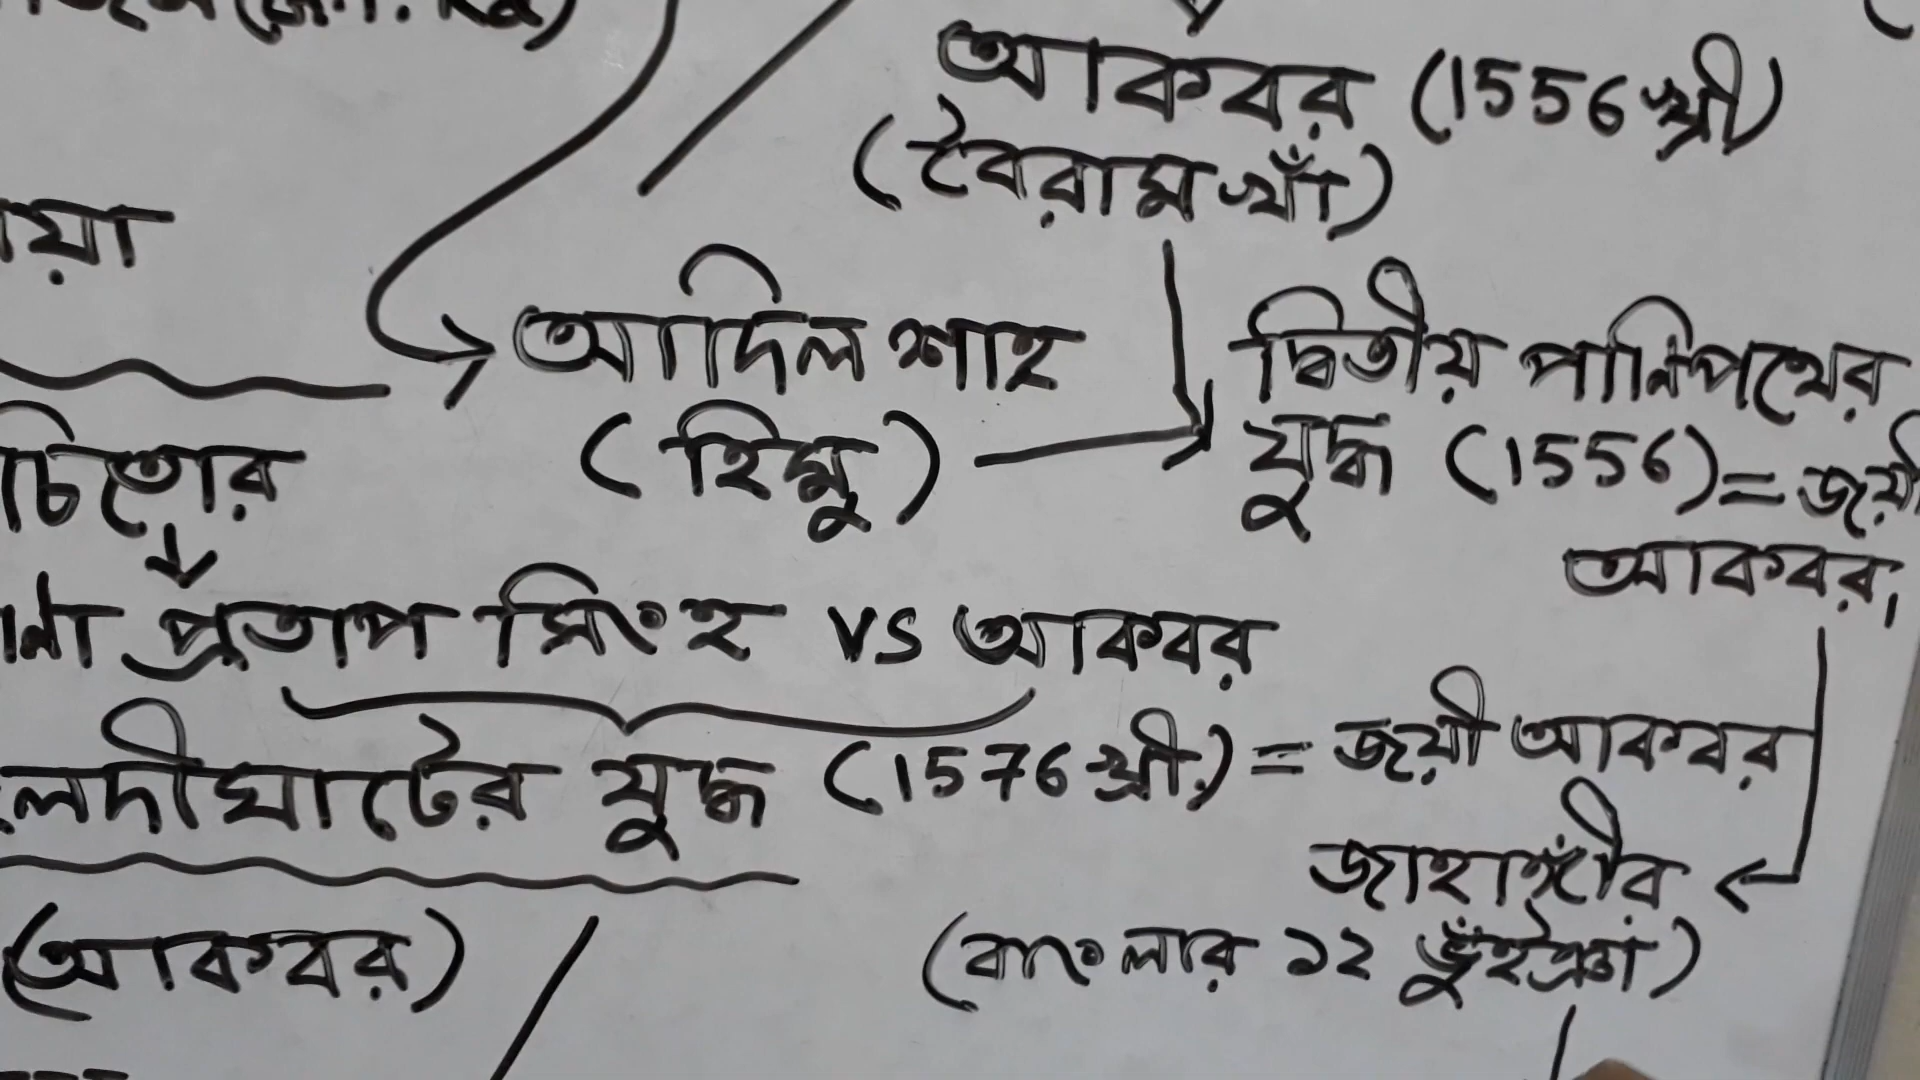 আকবর (1556 খ্রী)
(বৈরাম খাঁ)
আদিল শাহ
(হিমু)
দ্বিতীয় পানিপথের
যুদ্ধ (1556) = জয়ী
আকবর,
চিতোর
প্রতাপ সিংহ VS আকবর
লদীঘাটের যুদ্ধ (1576 খ্রী.) = জয়ী আকবর
জাহাঙ্গীর
(আকবর)
(বাংলার ১২ ভুঁইঞা)